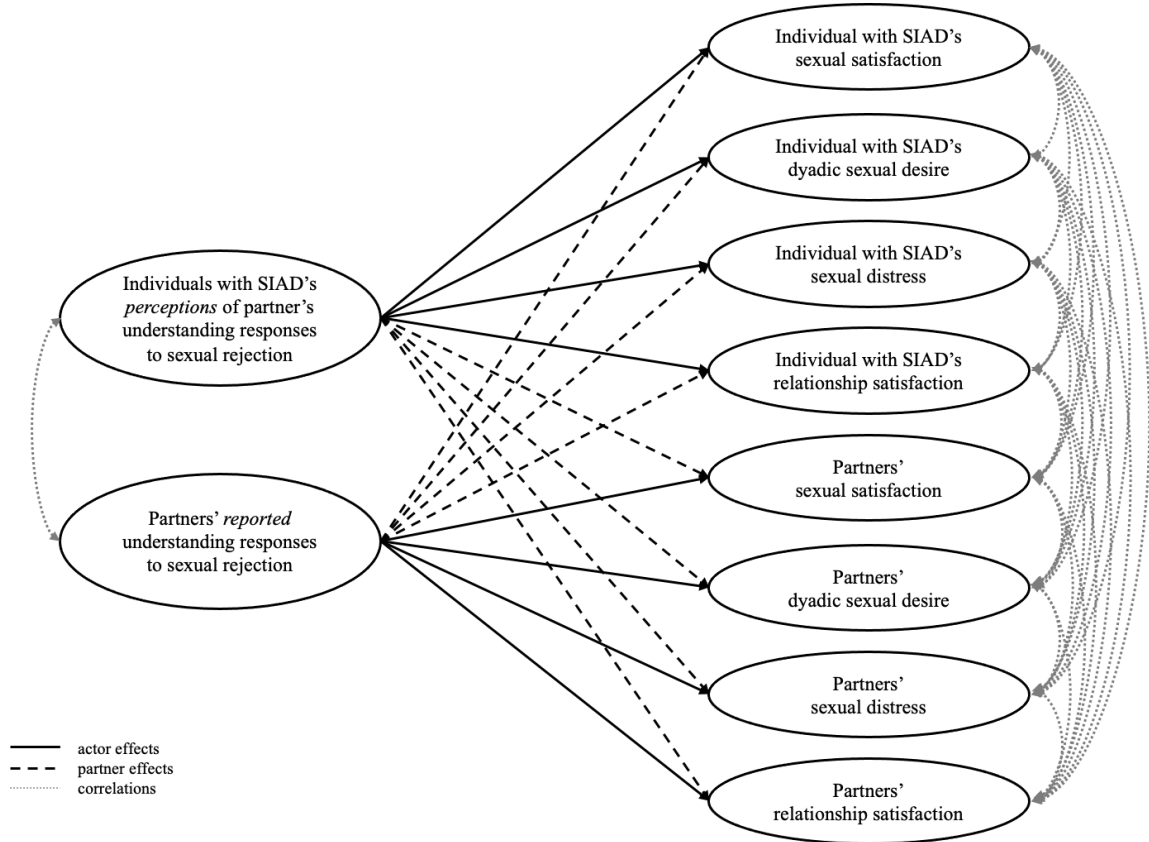 Individual with SIAD's
sexual satisfaction
Individual with SIAD's
dyadic sexual desire
Individual with SIAD's
sexual distress
Individual with SIAD's
relationship satisfaction
Individuals with SIAD's
perceptions of partner's
understanding responses
to sexual rejection
Partners'
sexual satisfaction
Partners' reported
understanding responses
to sexual rejection
Partners'
dyadic sexual desire
Partners'
sexual distress
Partners'
relationship satisfaction
actor effects
partner effects
correlations